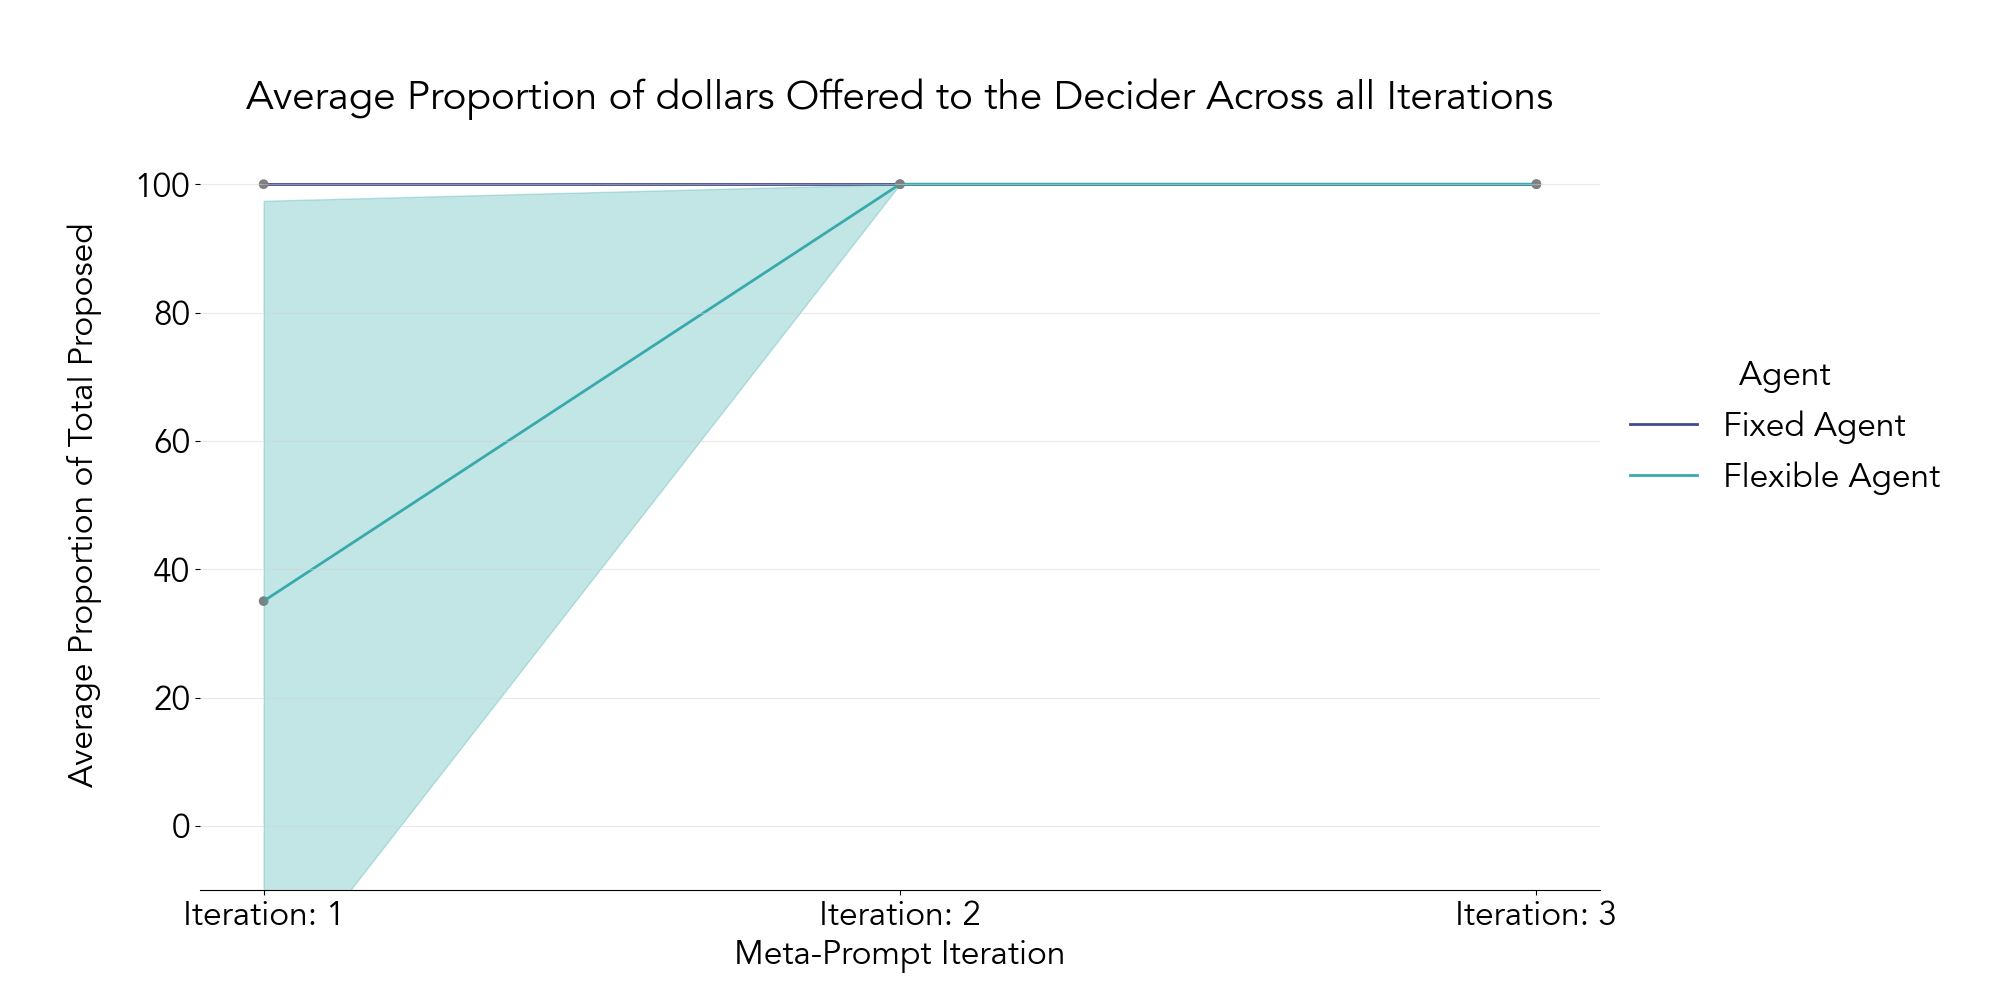 Average Proportion of dollars Offered to the Decider Across all Iterations
Average Proportion of Total Proposed
100
80
60
40
20
0
Iteration: 1
Iteration: 2
Iteration: 3
Meta-Prompt Iteration
Agent
Fixed Agent
Flexible Agent